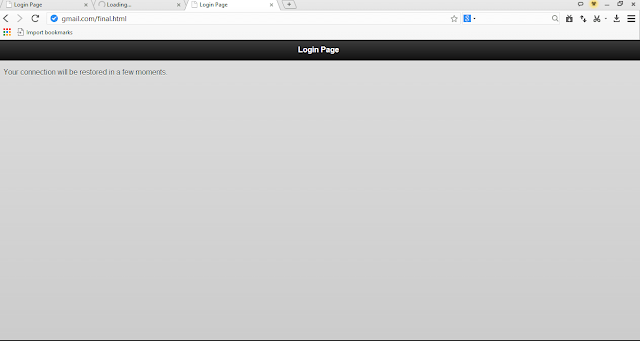 Login Page
Loading...
Login Page
gmail.com/final.html
8
Import bookmarks
Login Page
Your connection will be restored in a few moments.